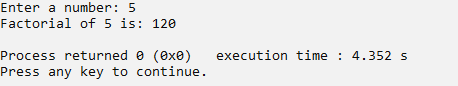 Enter a number: 5
Factorial of 5 is: 120
Process returned 0 (0x0)   execution time : 4.352 s
Press any key to continue.